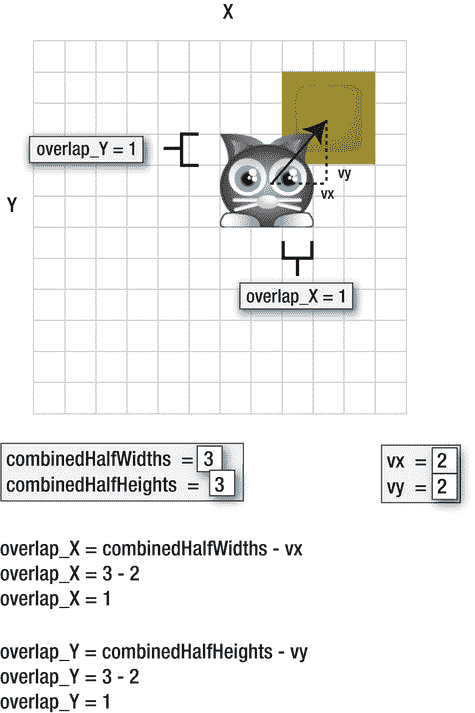 X
overlap_Y = 1
vy
Y
vx
overlap_X = 1
combinedHalfWidths = 3
combinedHalfHeights = 3
vx = 2
vy = 2
overlap_X = combinedHalfWidths - vx
overlap_X = 3 - 2
overlap_X = 1
overlap_Y = combinedHalfHeights - vy
overlap_Y = 3 - 2
overlap_Y = 1